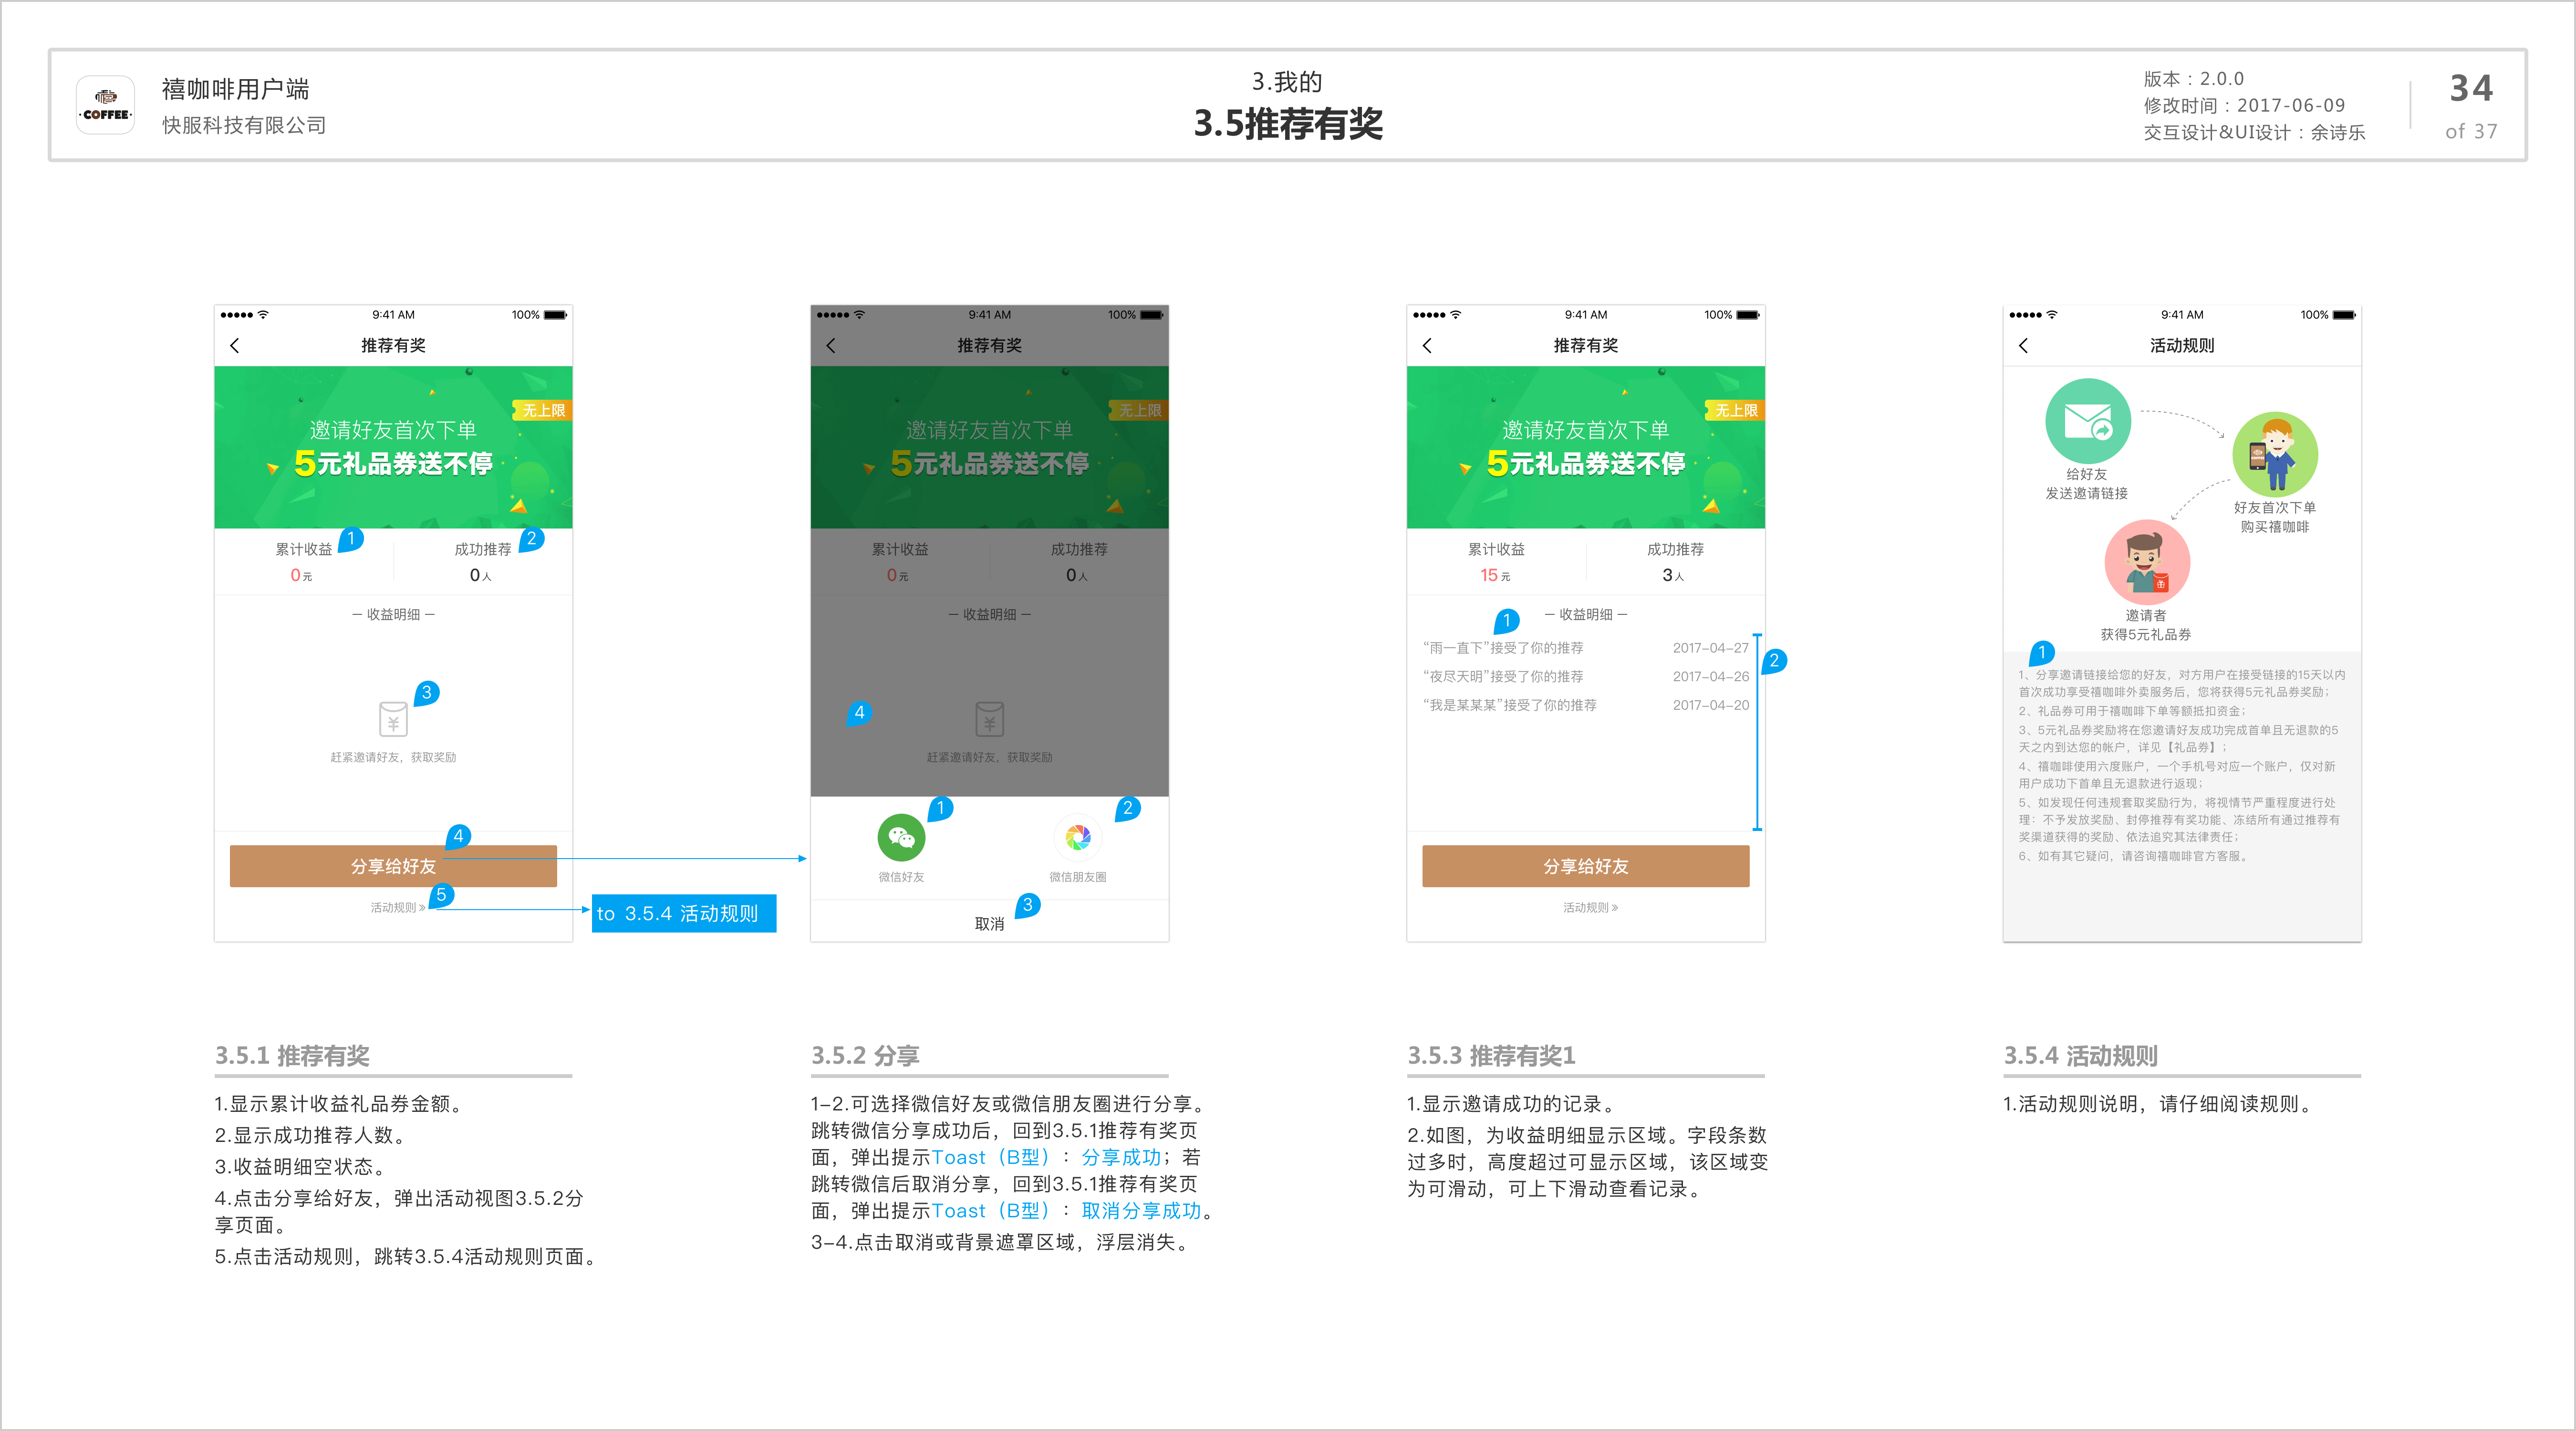 COFFEE
禧咖啡用户端
快服科技有限公司
3.我的
3.5推荐有奖
版本：2.0.0
修改时间：2017-06-09
交互设计&UI设计：余诗乐
34
of 37
9:41 AM
100%
推荐有奖
无上限
邀请好友首次下单
5元礼品券送不停
累计收益
1
成功推荐
2
0元
0人
— 收益明细 —
3
¥
赶紧邀请好友，获取奖励
4
分享给好友
5
活动规则 »
to 3.5.4 活动规则
9:41 AM
100%
推荐有奖
无上限
邀请好友首次下单
5元礼品券送不停
累计收益
成功推荐
0元
0人
— 收益明细 —
4
¥
赶紧邀请好友，获取奖励
1
2
微信好友
微信朋友圈
3
取消
9:41 AM
100%
推荐有奖
无上限
邀请好友首次下单
5元礼品券送不停
累计收益
成功推荐
15元
3人
1
— 收益明细 —
“雨一直下”接受了你的推荐 2017-04-27
2
“夜尽天明”接受了你的推荐 2017-04-26
“我是某某某”接受了你的推荐 2017-04-20
分享给好友
活动规则 »
9:41 AM
100%
活动规则
给好友
发送邀请链接
好友首次下单
购买禧咖啡
邀请者
获得5元礼品券
1
1、分享邀请链接给您的好友，对方用户在接受链接的15天以内
首次成功享受禧咖啡外卖服务后，您将获得5元礼品券奖励；
2、礼品券可用于禧咖啡下单等额抵扣资金；
3、5元礼品券奖励将在您邀请好友成功完成首单且无退款的5
天之内到达您的帐户，详见【礼品券】；
4、禧咖啡使用六度账户，一个手机号对应一个账户，仅对新
用户成功下首单且无退款进行返现；
5、如发现任何违规套取奖励行为，将视情节严重程度进行处
理：不予发放奖励、封停推荐有奖功能、冻结所有通过推荐有
奖渠道获得的奖励、依法追究其法律责任；
6、如有其它疑问，请咨询禧咖啡官方客服。
3.5.1 推荐有奖
1.显示累计收益礼品券金额。
2.显示成功推荐人数。
3.收益明细空状态。
4.点击分享给好友，弹出活动视图3.5.2分
享页面。
5.点击活动规则，跳转3.5.4活动规则页面。
3.5.2 分享
1-2.可选择微信好友或微信朋友圈进行分享。
跳转微信分享成功后，回到3.5.1推荐有奖页
面，弹出提示Toast（B型）：分享成功；若
跳转微信后取消分享，回到3.5.1推荐有奖页
面，弹出提示Toast（B型）：取消分享成功。
3-4.点击取消或背景遮罩区域，浮层消失。
3.5.3 推荐有奖1
1.显示邀请成功的记录。
2.如图，为收益明细显示区域。字段条数
过多时，高度超过可显示区域，该区域变
为可滑动，可上下滑动查看记录。
3.5.4 活动规则
1.活动规则说明，请仔细阅读规则。